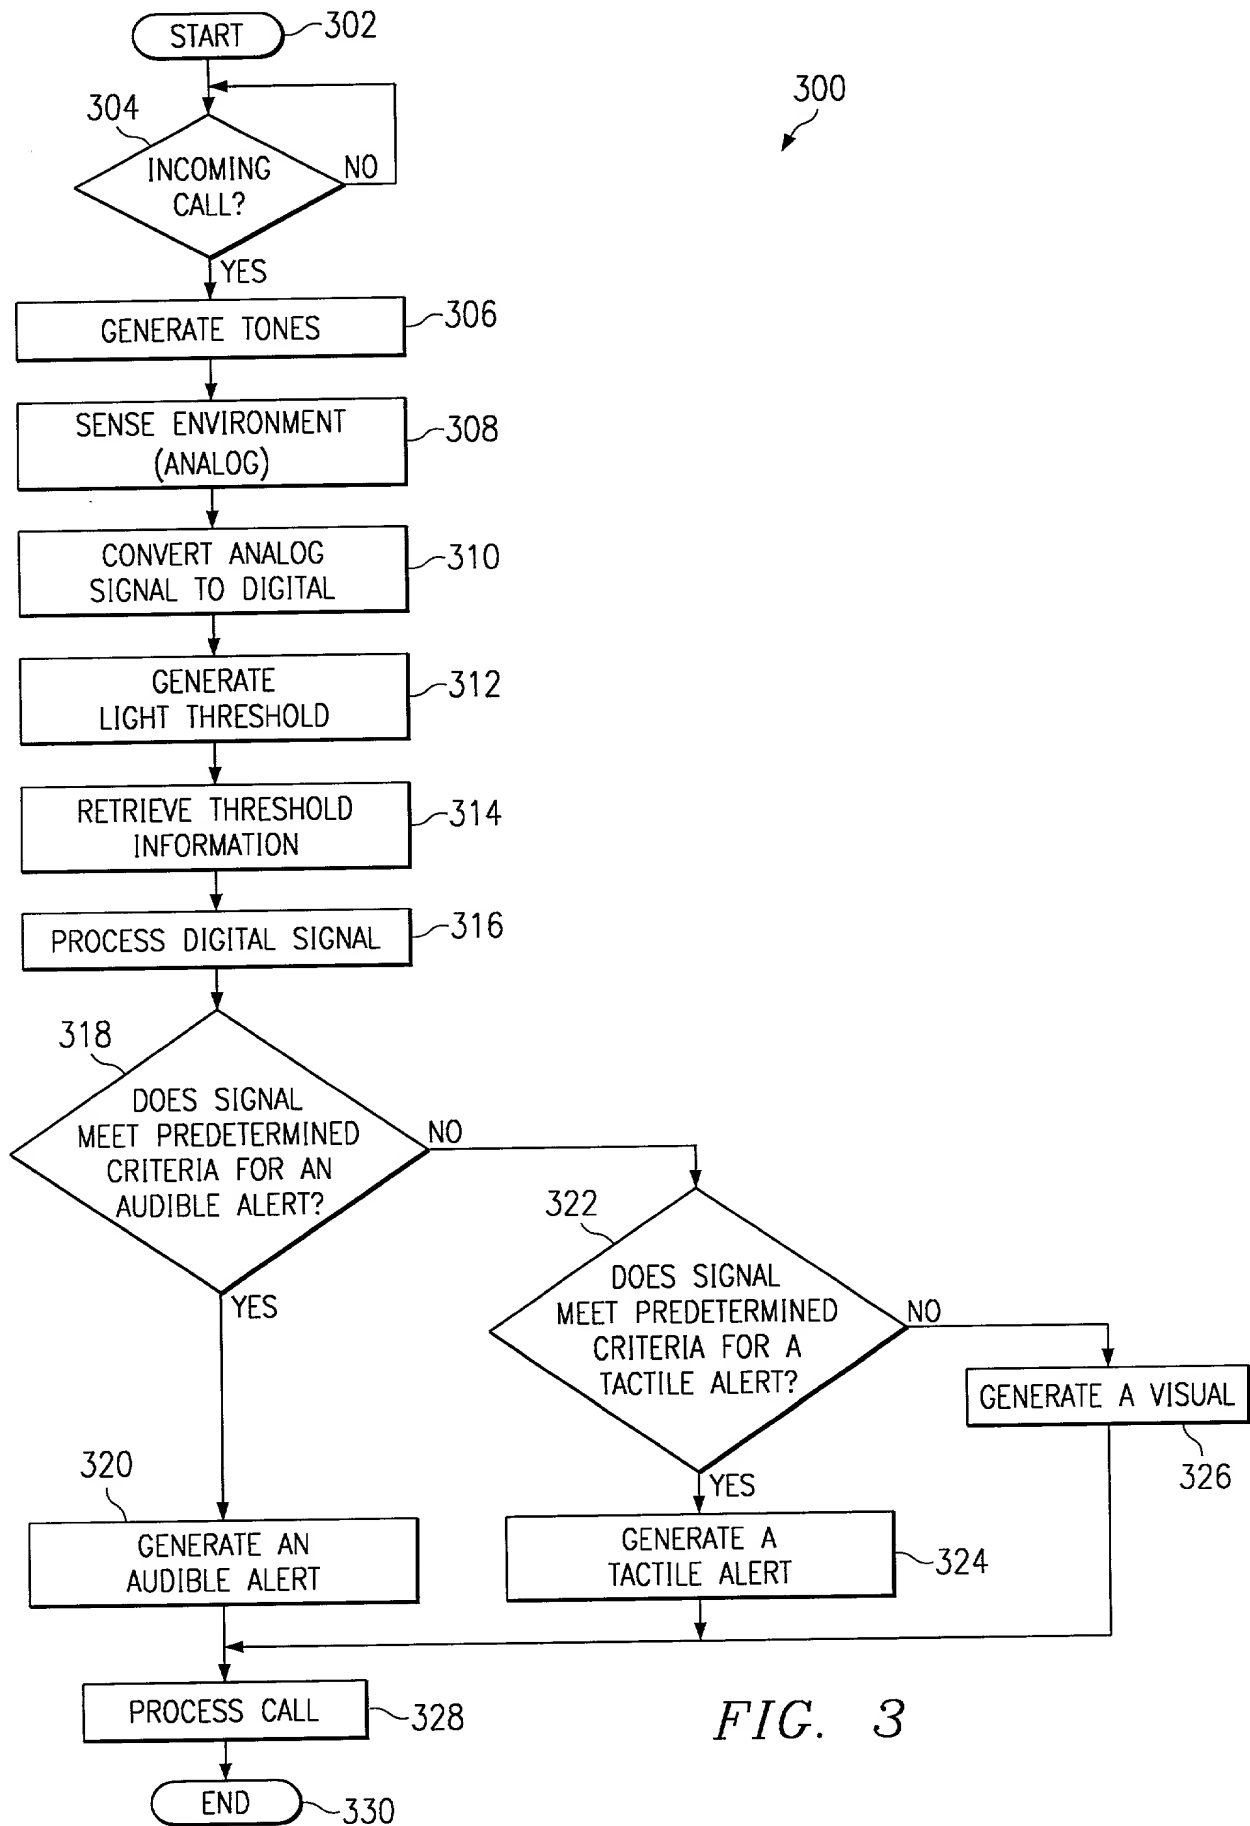 START
302
300
304
INCOMING
CALL?
NO
YES
GENERATE TONES
306
SENSE ENVIRONMENT
(ANALOG)
308
CONVERT ANALOG
SIGNAL TO DIGITAL
310
GENERATE
LIGHT THRESHOLD
312
RETRIEVE THRESHOLD
INFORMATION
314
PROCESS DIGITAL SIGNAL
316
318
DOES SIGNAL
MEET PREDETERMINED
CRITERIA FOR AN
AUDIBLE ALERT?
NO
YES
322
DOES SIGNAL
MEET PREDETERMINED
CRITERIA FOR A
TACTILE ALERT?
NO
YES
GENERATE A VISUAL
326
320
GENERATE AN
AUDIBLE ALERT
GENERATE A
TACTILE ALERT
324
PROCESS CALL
328
FIG. 3
END
330